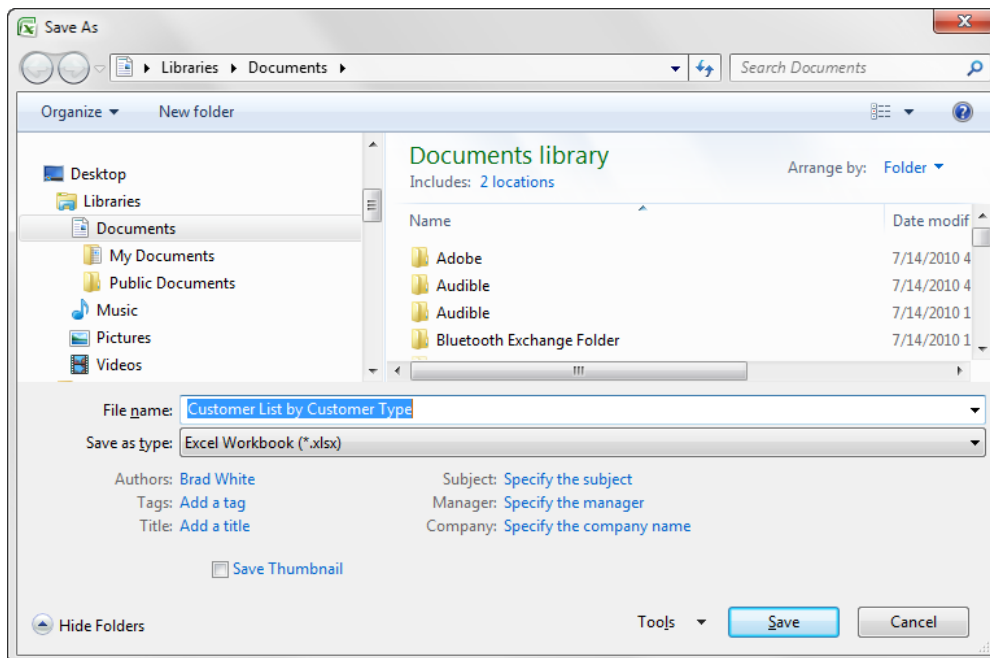 Save As
Libraries Documents
Search Documents
Organize New folder
Desktop
Libraries
Documents
My Documents
Public Documents
Music
Pictures
Videos
Documents library
Includes: 2 locations
Arrange by: Folder
Name Date modif
Adobe 7/14/2010 4
Audible 7/14/2010 4
Audible 7/14/2010 1
Bluetooth Exchange Folder 7/14/2010 1
File name: Customer List by Customer Type
Save as type: Excel Workbook (*.xlsx)
Authors: Brad White Subject: Specify the subject
Tags: Add a tag Manager: Specify the manager
Title: Add a title Company: Specify the company name
Save Thumbnail
Hide Folders Tools Save Cancel